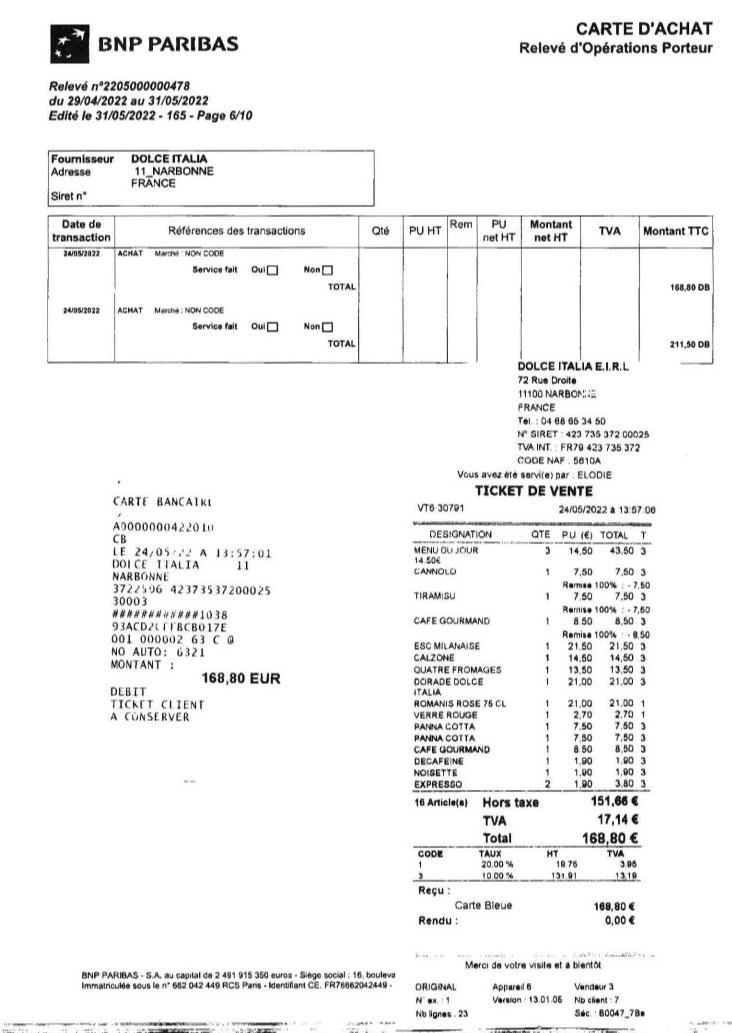 BNP PARIBAS
CARTE D'ACHAT
Relevé d'Opérations Porteur
Relevé n°2205000000478
du 29/04/2022 au 31/05/2022
Edité le 31/05/2022 - 165 - Page 6/10
Fournisseur DOLCE ITALIA
Adresse 11_NARBONNE
FRANCE
Siret n°
Date de transaction Références des transactions Qté PU HT Rem PU net HT Montant net HT TVA Montant TTC
24/05/2022 ACHAT Marché : NON CODE
Service fait Oui Non
TOTAL 168,80 DB
24/05/2022 ACHAT Marché : NON CODE
Service fait Oui Non
TOTAL 211,50 DB
DOLCE ITALIA E.I.R.L
72 Rue Droite
11100 NARBONNE
FRANCE
Tél. : 04 68 65 34 50
N° SIRET : 423 735 372 00025
TVA INT. : FR79 423 735 372
CODE NAF . 5610A
Vous avez été servi(e) par : ELODIE
TICKET DE VENTE
VT6-30791 24/05/2022 à 13:57:06
DESIGNATION QTE PU (€) TOTAL T
MENU DU JOUR 3 14,50 43,50 3
14.50€
CANNOLO 1 7,50 7,50 3
Remise 100% : - 7,50
TIRAMISU 1 7,50 7,50 3
Remise 100% : - 7,50
CAFE GOURMAND 1 8,50 8,50 3
Remise 100% : - 8,50
ESC MILANAISE 1 21,50 21,50 3
CALZONE 1 14,50 14,50 3
QUATRE FROMAGES 1 13,50 13,50 3
DORADE DOLCE 1 21,00 21,00 3
ITALIA
ROMANIS ROSE 75 CL 1 21,00 21,00 1
VERRE ROUGE 1 2,70 2,70 1
PANNA COTTA 1 7,50 7,50 3
PANNA COTTA 1 7,50 7,50 3
CAFE GOURMAND 1 8,50 8,50 3
DECAFEINE 1 1,90 1,90 3
NOISETTE 1 1,90 1,90 3
EXPRESSO 2 1,90 3,80 3
16 Article(s) Hors taxe 151,66 €
TVA 17,14 €
Total 168,80 €
CODE TAUX HT TVA
1 20.00 % 19.75 3.95
3 10.00 % 131.91 13.19
Reçu :
Carte Bleue 168,80 €
Rendu : 0,00 €
Merci de votre visite et à bientôt
ORIGINAL Appareil 6 Vendeur 3
N° ex. : 1 Version : 13.01.06 Nb client : 7
Nb lignes . 23 Séc. : B0047_7Be
CARTE BANCAIRE
A0000000422010
CB
LE 24/05/22 A 13:57:01
DOLCE ITALIA 11
NARBONNE
3722506 42373537200025
30003
############1038
001 000002 63 C @
NO AUTO: 6321
MONTANT :
168,80 EUR
DEBIT
TICKET CLIENT
A CONSERVER
BNP PARIBAS - S.A. au capital de 2 491 915 350 euros - Siège social : 16, bouleva
Immatriculée sous le n° 662 042 449 RCS Paris - Identifiant CE. FR76662042449 -